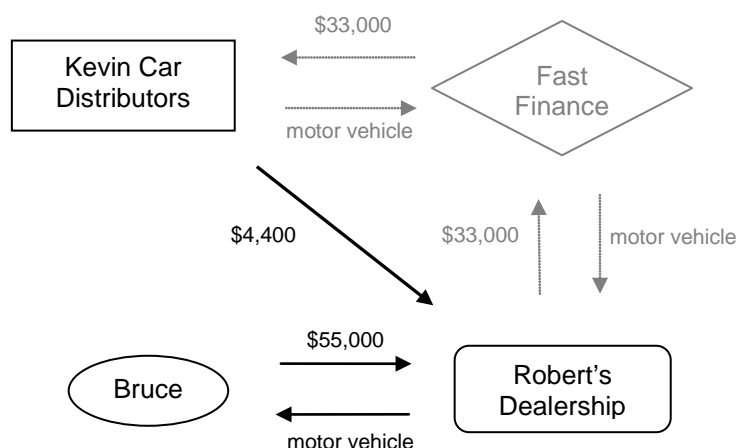 $33,000
Kevin Car
Distributors
Fast
Finance
motor vehicle
$4,400
$33,000
motor vehicle
$55,000
Bruce
Robert's
Dealership
motor vehicle